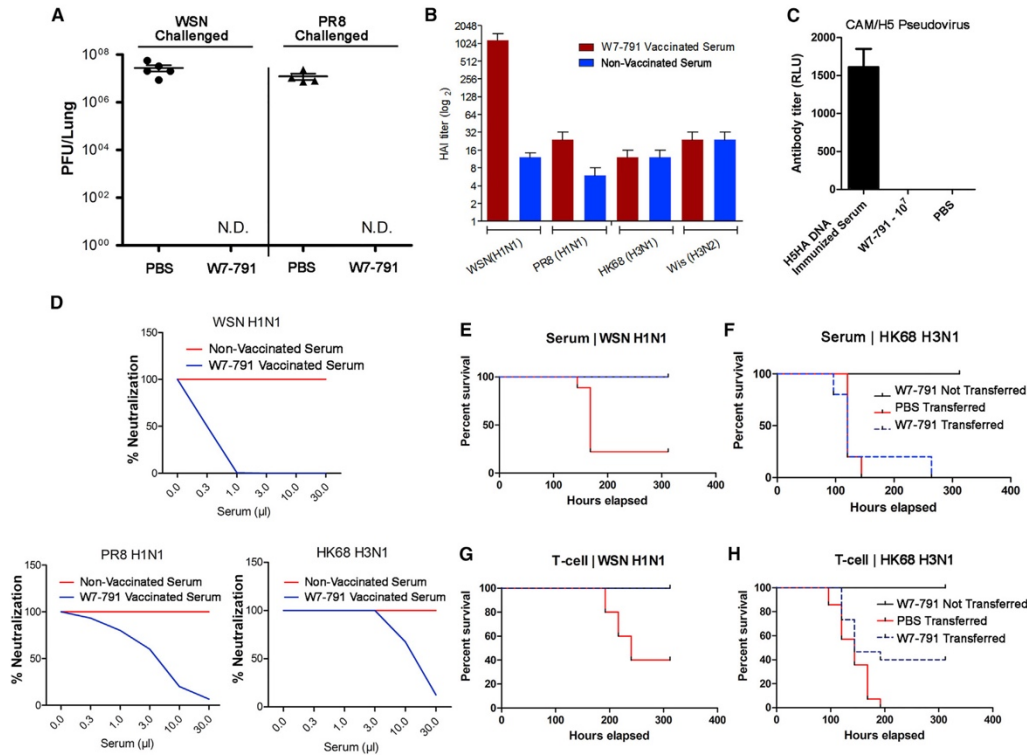 A
WSN
Challenged
PR8
Challenged
PFU/Lung
10^08
10^06
10^04
10^02
10^00
N.D.
N.D.
PBS
W7-791
PBS
W7-791
B
HAI titer (log 2)
2048
1024
512
256
128
64
32
16
8
4
2
1
W7-791 Vaccinated Serum
Non-Vaccinated Serum
WSN(H1N1)
PR8 (H1N1)
HK68 (H3N1)
Wis (H3N2)
C
CAM/H5 Pseudovirus
Antibody titer (RLU)
2000
1500
1000
500
0
H5HA DNA
Immunized Serum
W7-791 - 10^7
PBS
D
WSN H1N1
% Neutralization
150
100
50
0
Non-Vaccinated Serum
W7-791 Vaccinated Serum
0.0
0.3
1.0
3.0
10.0
30.0
Serum (µl)
PR8 H1N1
% Neutralization
150
100
50
0
Non-Vaccinated Serum
W7-791 Vaccinated Serum
0.0
0.3
1.0
3.0
10.0
30.0
Serum (µl)
HK68 H3N1
% Neutralization
150
100
50
0
Non-Vaccinated Serum
W7-791 Vaccinated Serum
0.0
0.3
1.0
3.0
10.0
30.0
Serum (µl)
E
Serum | WSN H1N1
Percent survival
100
50
0
0 100 200 300 400
Hours elapsed
F
Serum | HK68 H3N1
Percent survival
100
50
0
W7-791 Not Transferred
PBS Transferred
W7-791 Transferred
0 100 200 300 400
Hours elapsed
G
T-cell | WSN H1N1
Percent survival
100
80
60
40
20
0
0 100 200 300 400
Hours elapsed
H
T-cell | HK68 H3N1
Percent survival
100
80
60
40
20
0
W7-791 Not Transferred
PBS Transferred
W7-791 Transferred
0 100 200 300 400
Hours elapsed